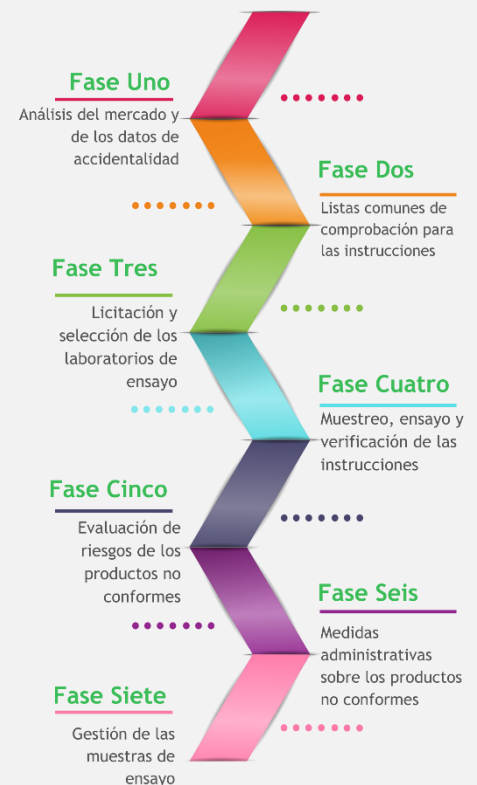 Fase Uno
Análisis del mercado y
de los datos de
accidentalidad
Fase Dos
Listas comunes de
comprobación para
las instrucciones
Fase Tres
Licitación y
selección de los
laboratorios de
ensayo
Fase Cuatro
Muestreo, ensayo y
verificación de las
instrucciones
Fase Cinco
Evaluación de
riesgos de los
productos no
conformes
Fase Seis
Medidas
administrativas
sobre los productos
no conformes
Fase Siete
Gestión de las
muestras de
ensayo